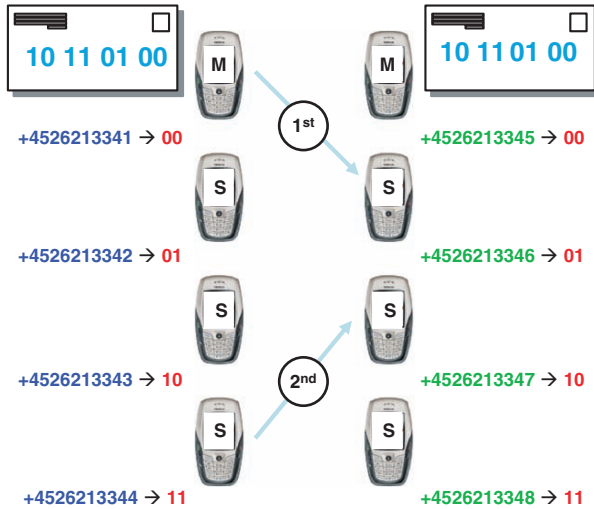 10 11 01 00
M
M
10 11 01 00
1st
+4526213341 → 00
+4526213345 → 00
S
S
+4526213342 → 01
+4526213346 → 01
S
S
2nd
+4526213343 → 10
+4526213347 → 10
S
S
+4526213344 → 11
+4526213348 → 11